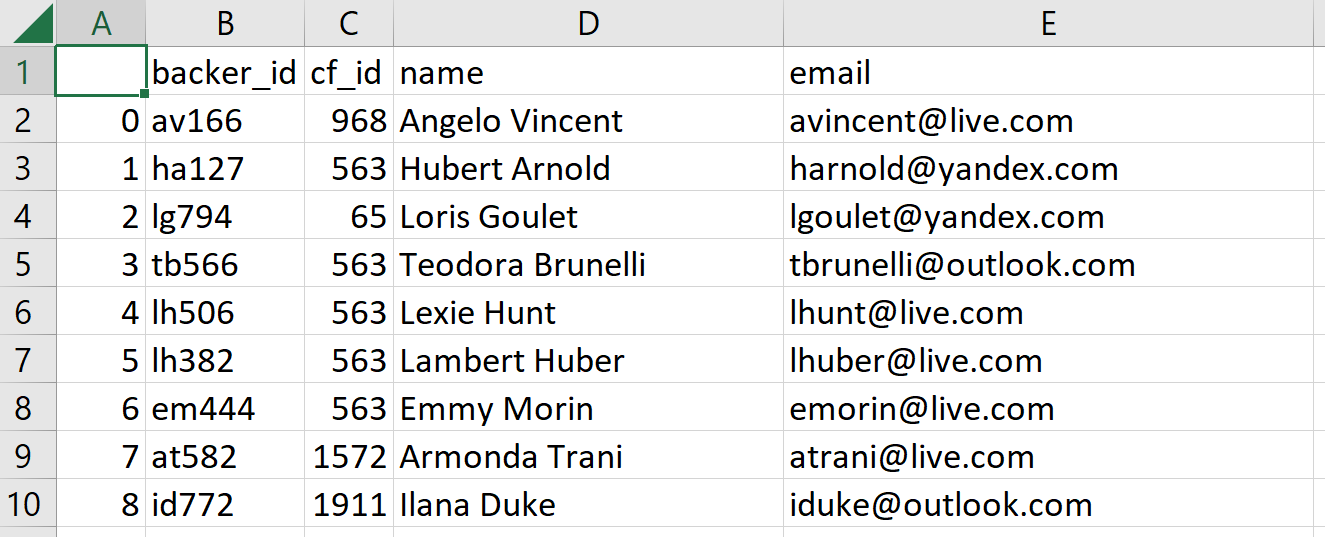 A B C D E
1 backer_id cf_id name email
2 0 av166 968 Angelo Vincent avincent@live.com
3 1 ha127 563 Hubert Arnold harnold@yandex.com
4 2 lg794 65 Loris Goulet lgoulet@yandex.com
5 3 tb566 563 Teodora Brunelli tbrunelli@outlook.com
6 4 lh506 563 Lexie Hunt lhunt@live.com
7 5 lh382 563 Lambert Huber lhuber@live.com
8 6 em444 563 Emmy Morin emorin@live.com
9 7 at582 1572 Armonda Trani atrani@live.com
10 8 id772 1911 Ilana Duke iduke@outlook.com